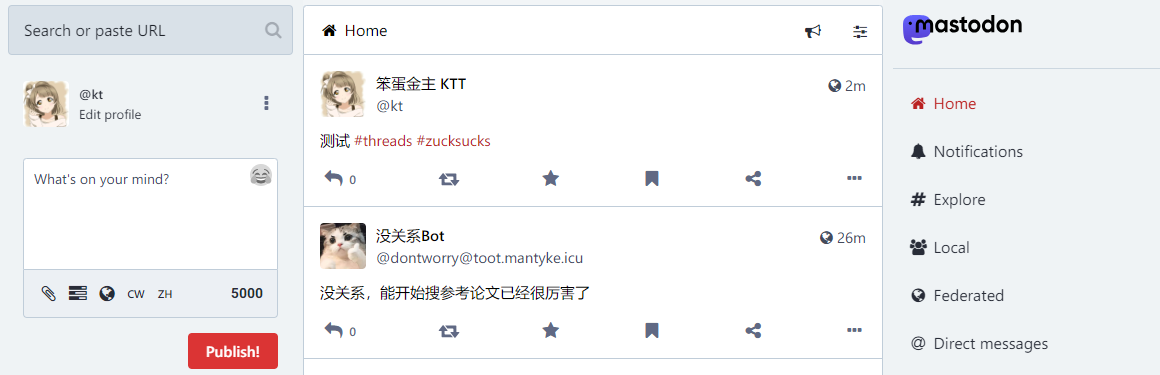 Search or paste URL
@kt
Edit profile
What's on your mind?
CW ZH 5000
Publish!
Home
笨蛋金主 KTT 2m
@kt
测试 #threads #zucksucks
0
没关系Bot 26m
@dontworry@toot.mantyke.icu
没关系，能开始搜参考论文已经很厉害了
0
mastodon
Home
Notifications
Explore
Local
Federated
Direct messages